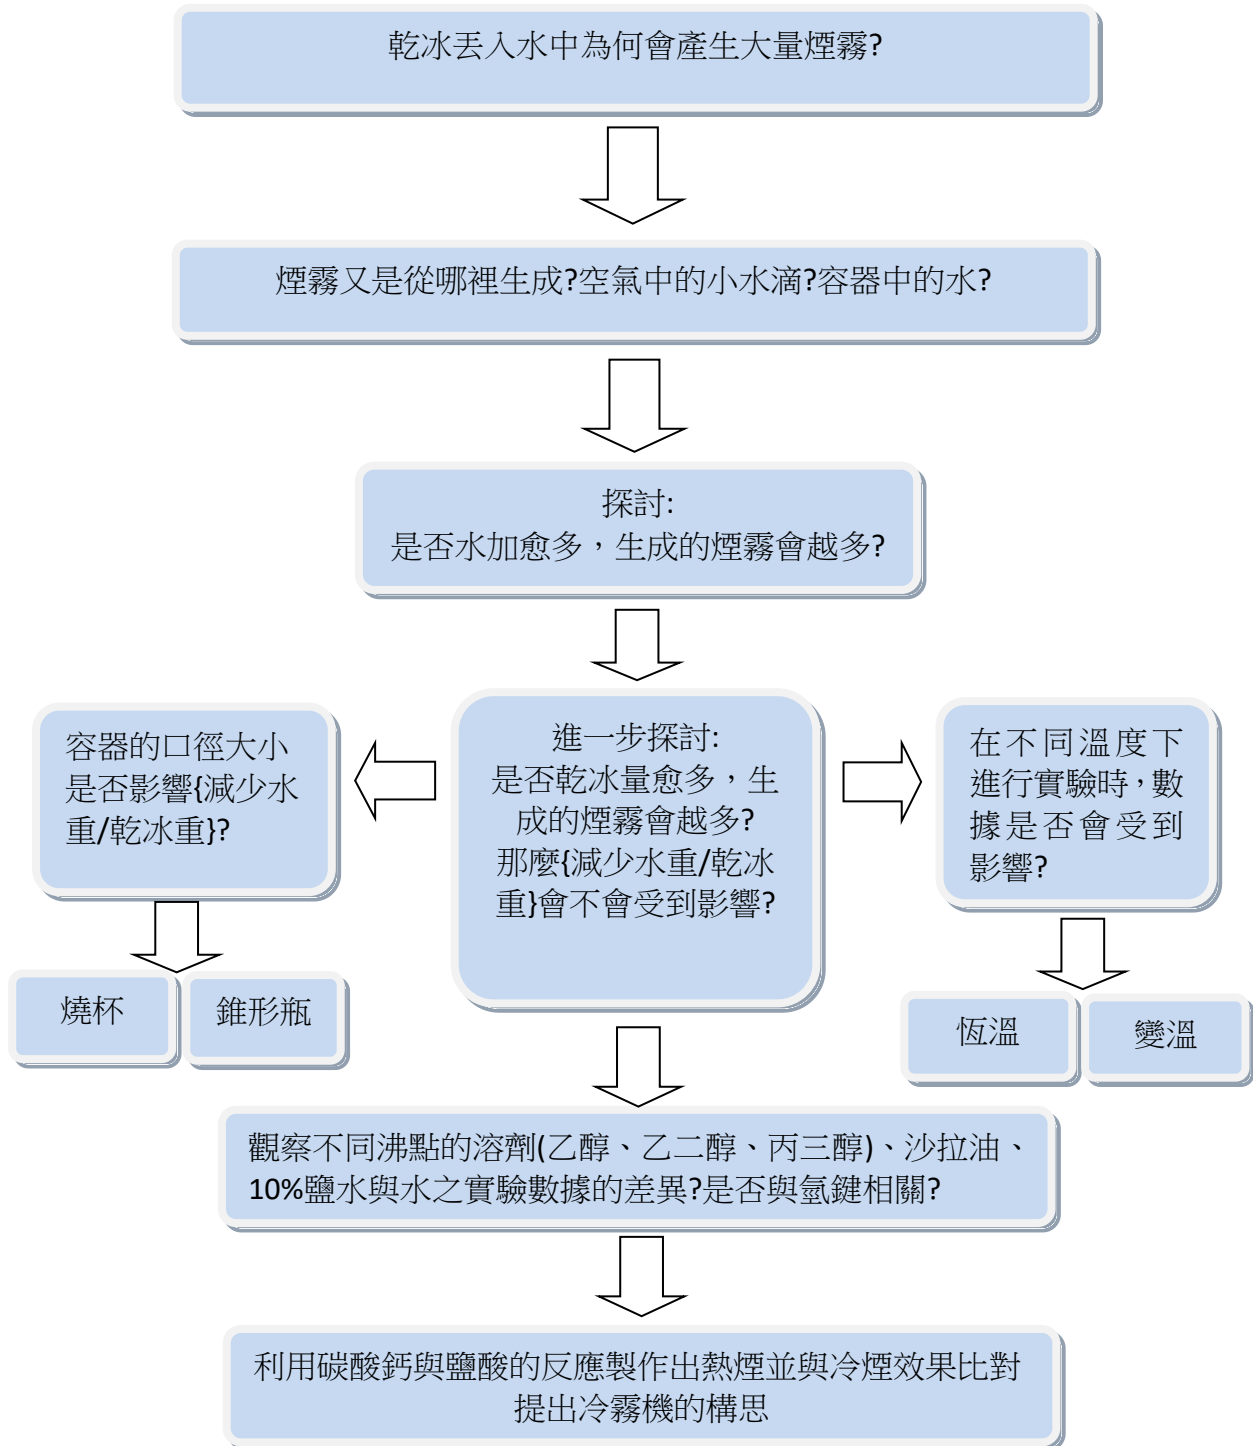 乾冰丟入水中為何會產生大量煙霧?
煙霧又是從哪裡生成?空氣中的小水滴?容器中的水?
探討:
是否水加愈多，生成的煙霧會越多?
容器的口徑大小
是否影響{減少水
重/乾冰重}?
進一步探討:
是否乾冰量愈多，生
成的煙霧會越多?
那麼{減少水重/乾冰
重}會不會受到影響?
在不同溫度下
進行實驗時，數
據是否會受到
影響?
燒杯
錐形瓶
恆溫
變溫
觀察不同沸點的溶劑(乙醇、乙二醇、丙三醇)、沙拉油、
10%鹽水與水之實驗數據的差異?是否與氫鍵相關?
利用碳酸鈣與鹽酸的反應製作出熱煙並與冷煙效果比對
提出冷霧機的構思